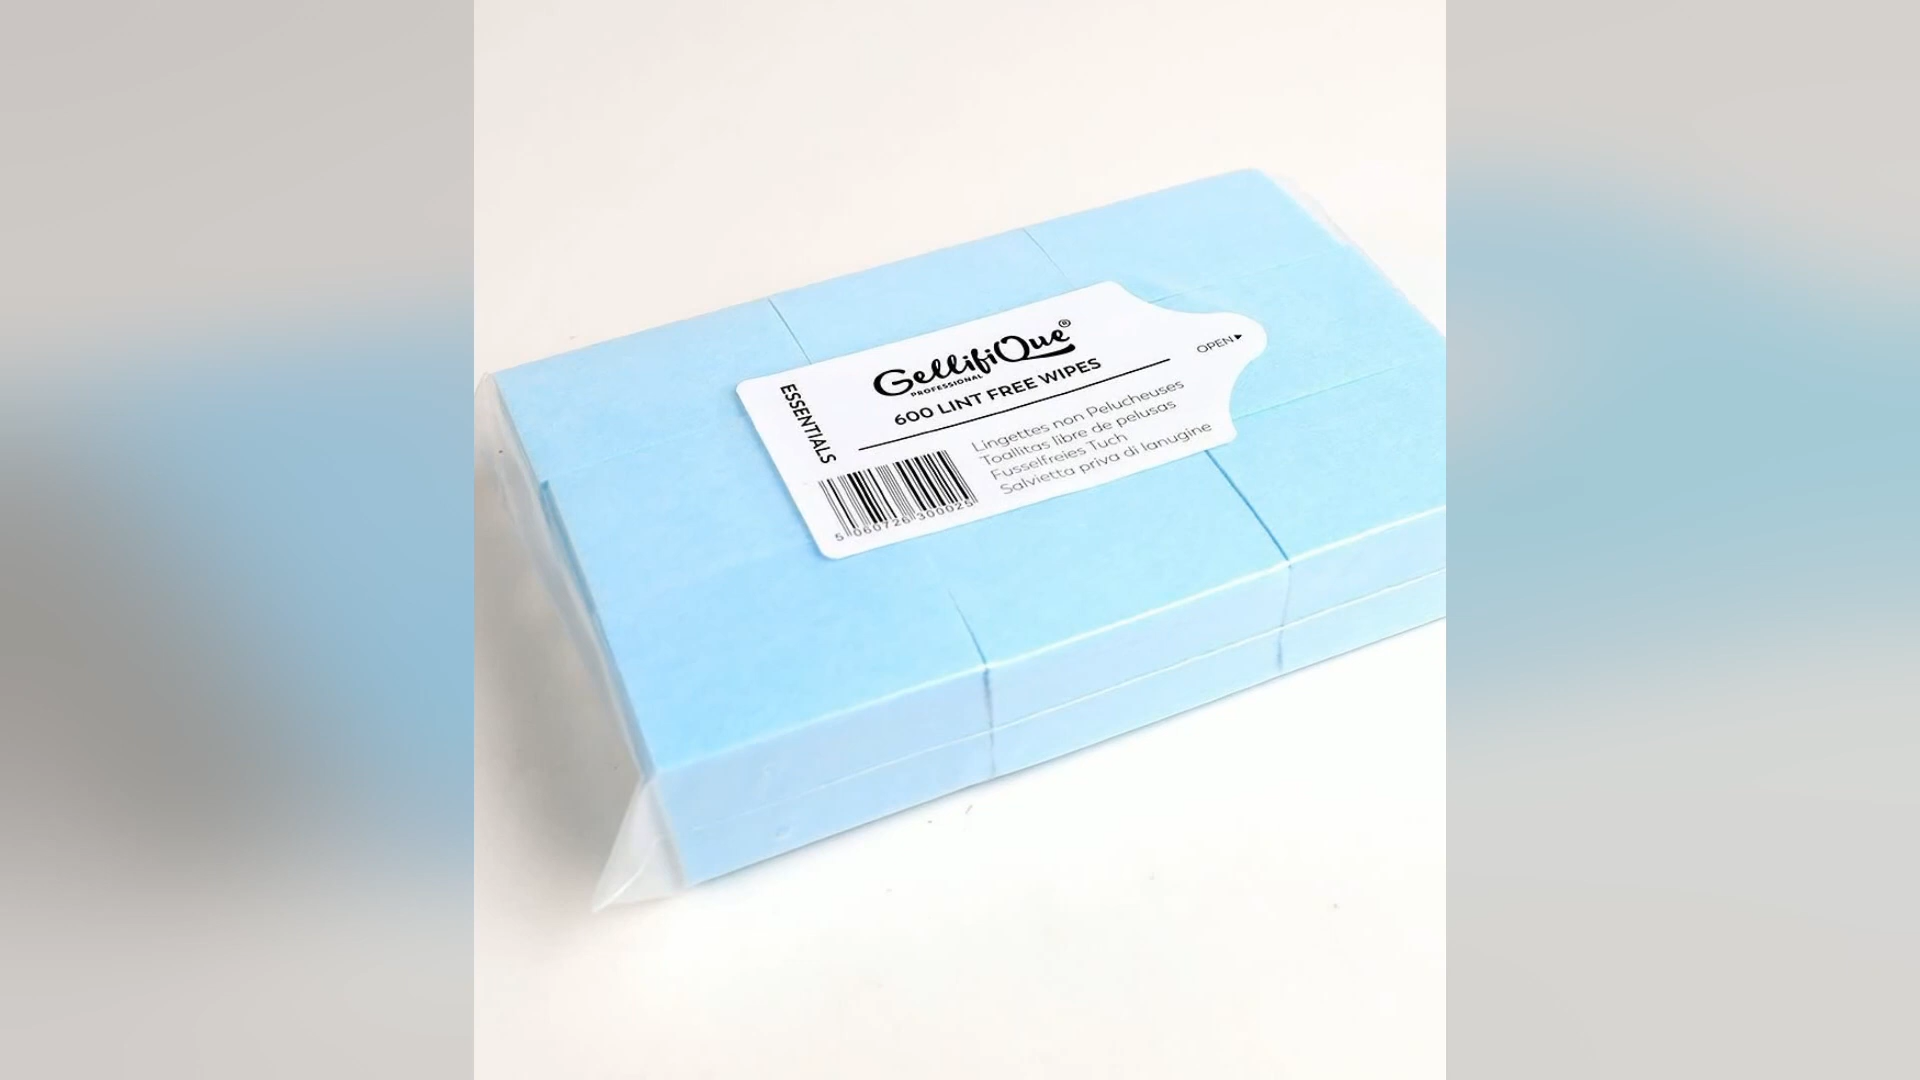 GellifiQue®
PROFESSIONAL
600 LINT FREE WIPES
ESSENTIALS
Lingettes non Pelucheuses
Toallitas libre de pelusas
Fusselfreies Tuch
Salvietta priva di lanugine
OPEN▸
5 060726 300025